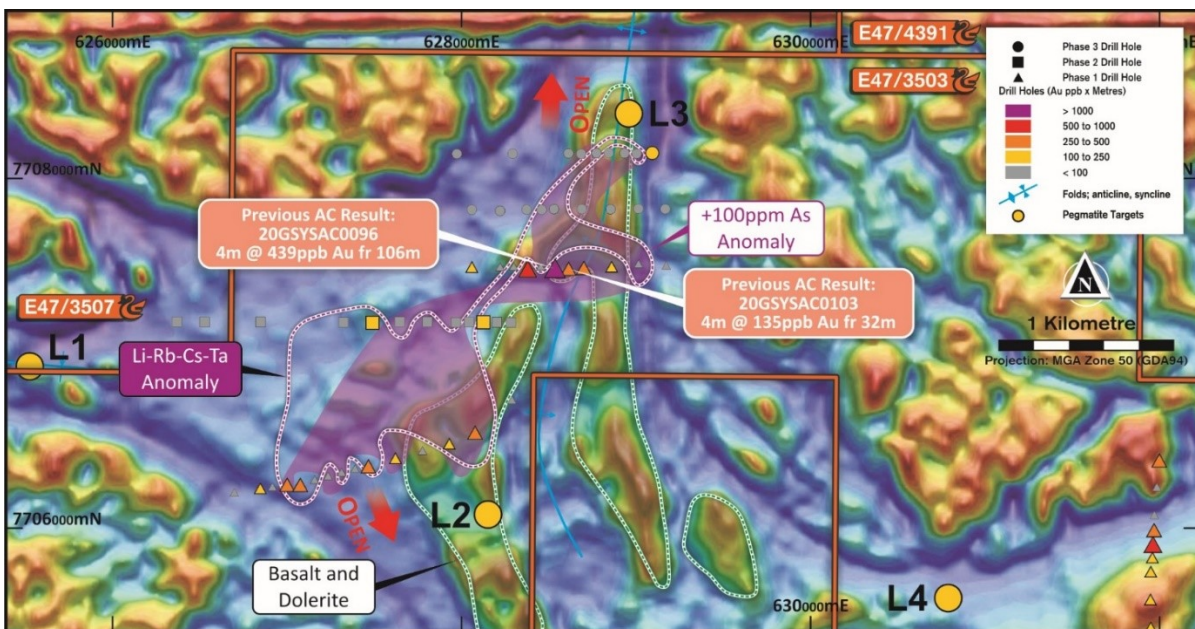 626000mE
628000mE
630000mE
E47/4391
E47/3503
Phase 3 Drill Hole
Phase 2 Drill Hole
Phase 1 Drill Hole
Drill Holes (Au ppb x Metres)
> 1000
500 to 1000
250 to 500
100 to 250
< 100
Folds; anticline, syncline
Pegmatite Targets
OPEN
L3
7708000mN
Previous AC Result:
20GSYSAC0096
4m @ 439ppb Au fr 106m
+100ppm As
Anomaly
N
Previous AC Result:
20GSYSAC0103
4m @ 135ppb Au fr 32m
E47/3507
1 Kilometre
Projection: MGA Zone 50 (GDA94)
L1
Li-Rb-Cs-Ta
Anomaly
7706000mN
OPEN
L2
Basalt and
Dolerite
630000mE
L4